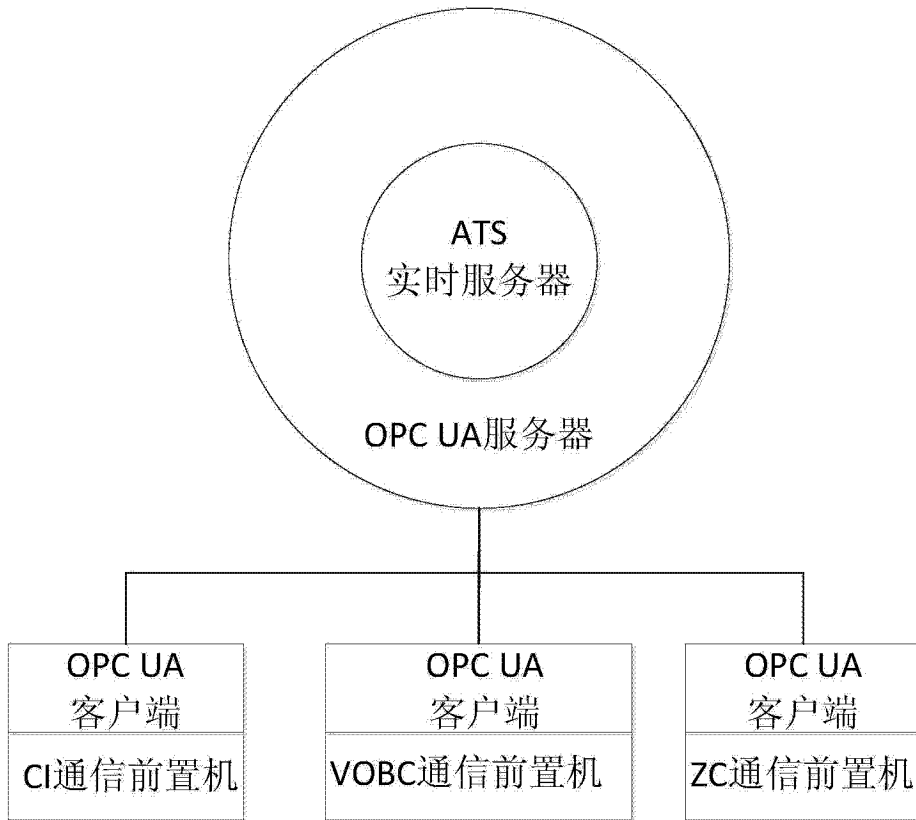 ATS
实时服务器
OPC UA服务器
OPC UA
客户端
CI通信前置机
OPC UA
客户端
VOBC通信前置机
OPC UA
客户端
ZC通信前置机